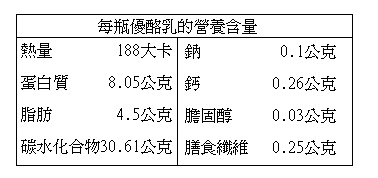 每瓶優酪乳的營養含量
熱量 188大卡 鈉 0.1公克
蛋白質 8.05公克 鈣 0.26公克
脂肪 4.5公克 膽固醇 0.03公克
碳水化合物30.61公克 膳食纖維 0.25公克